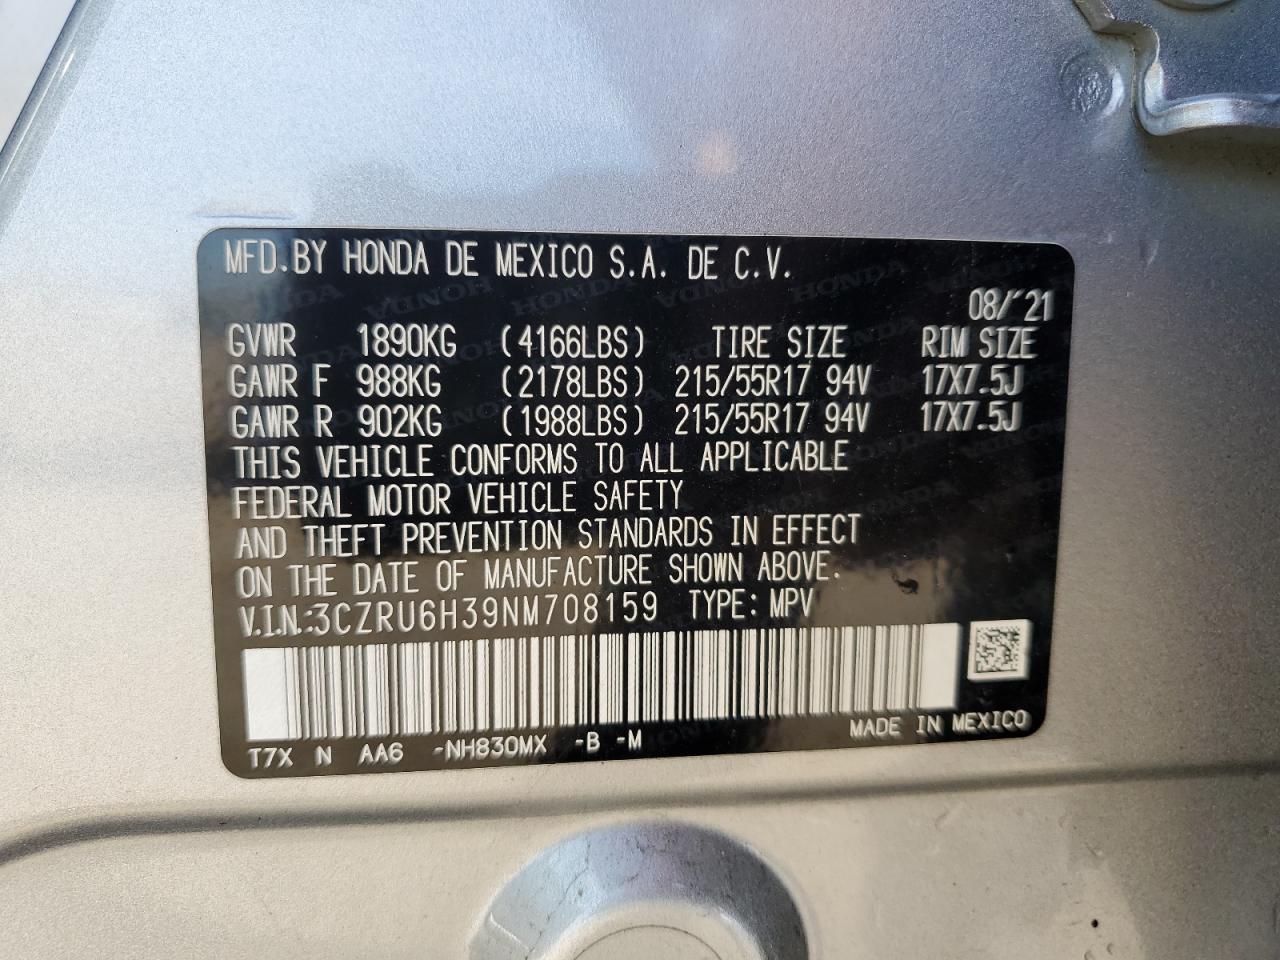 MFD.BY HONDA DE MEXICO S.A. DE C.V.
08/'21
GVWR 1890KG (4166LBS) TIRE SIZE RIM SIZE
GAWR F 988KG (2178LBS) 215/55R17 94V 17X7.5J
GAWR R 902KG (1988LBS) 215/55R17 94V 17X7.5J
THIS VEHICLE CONFORMS TO ALL APPLICABLE
FEDERAL MOTOR VEHICLE SAFETY
AND THEFT PREVENTION STANDARDS IN EFFECT
ON THE DATE OF MANUFACTURE SHOWN ABOVE.
V.I.N.:3CZRU6H39NM708159 TYPE: MPV
T7X N AA6 -NH830MX -B -M MADE IN MEXICO